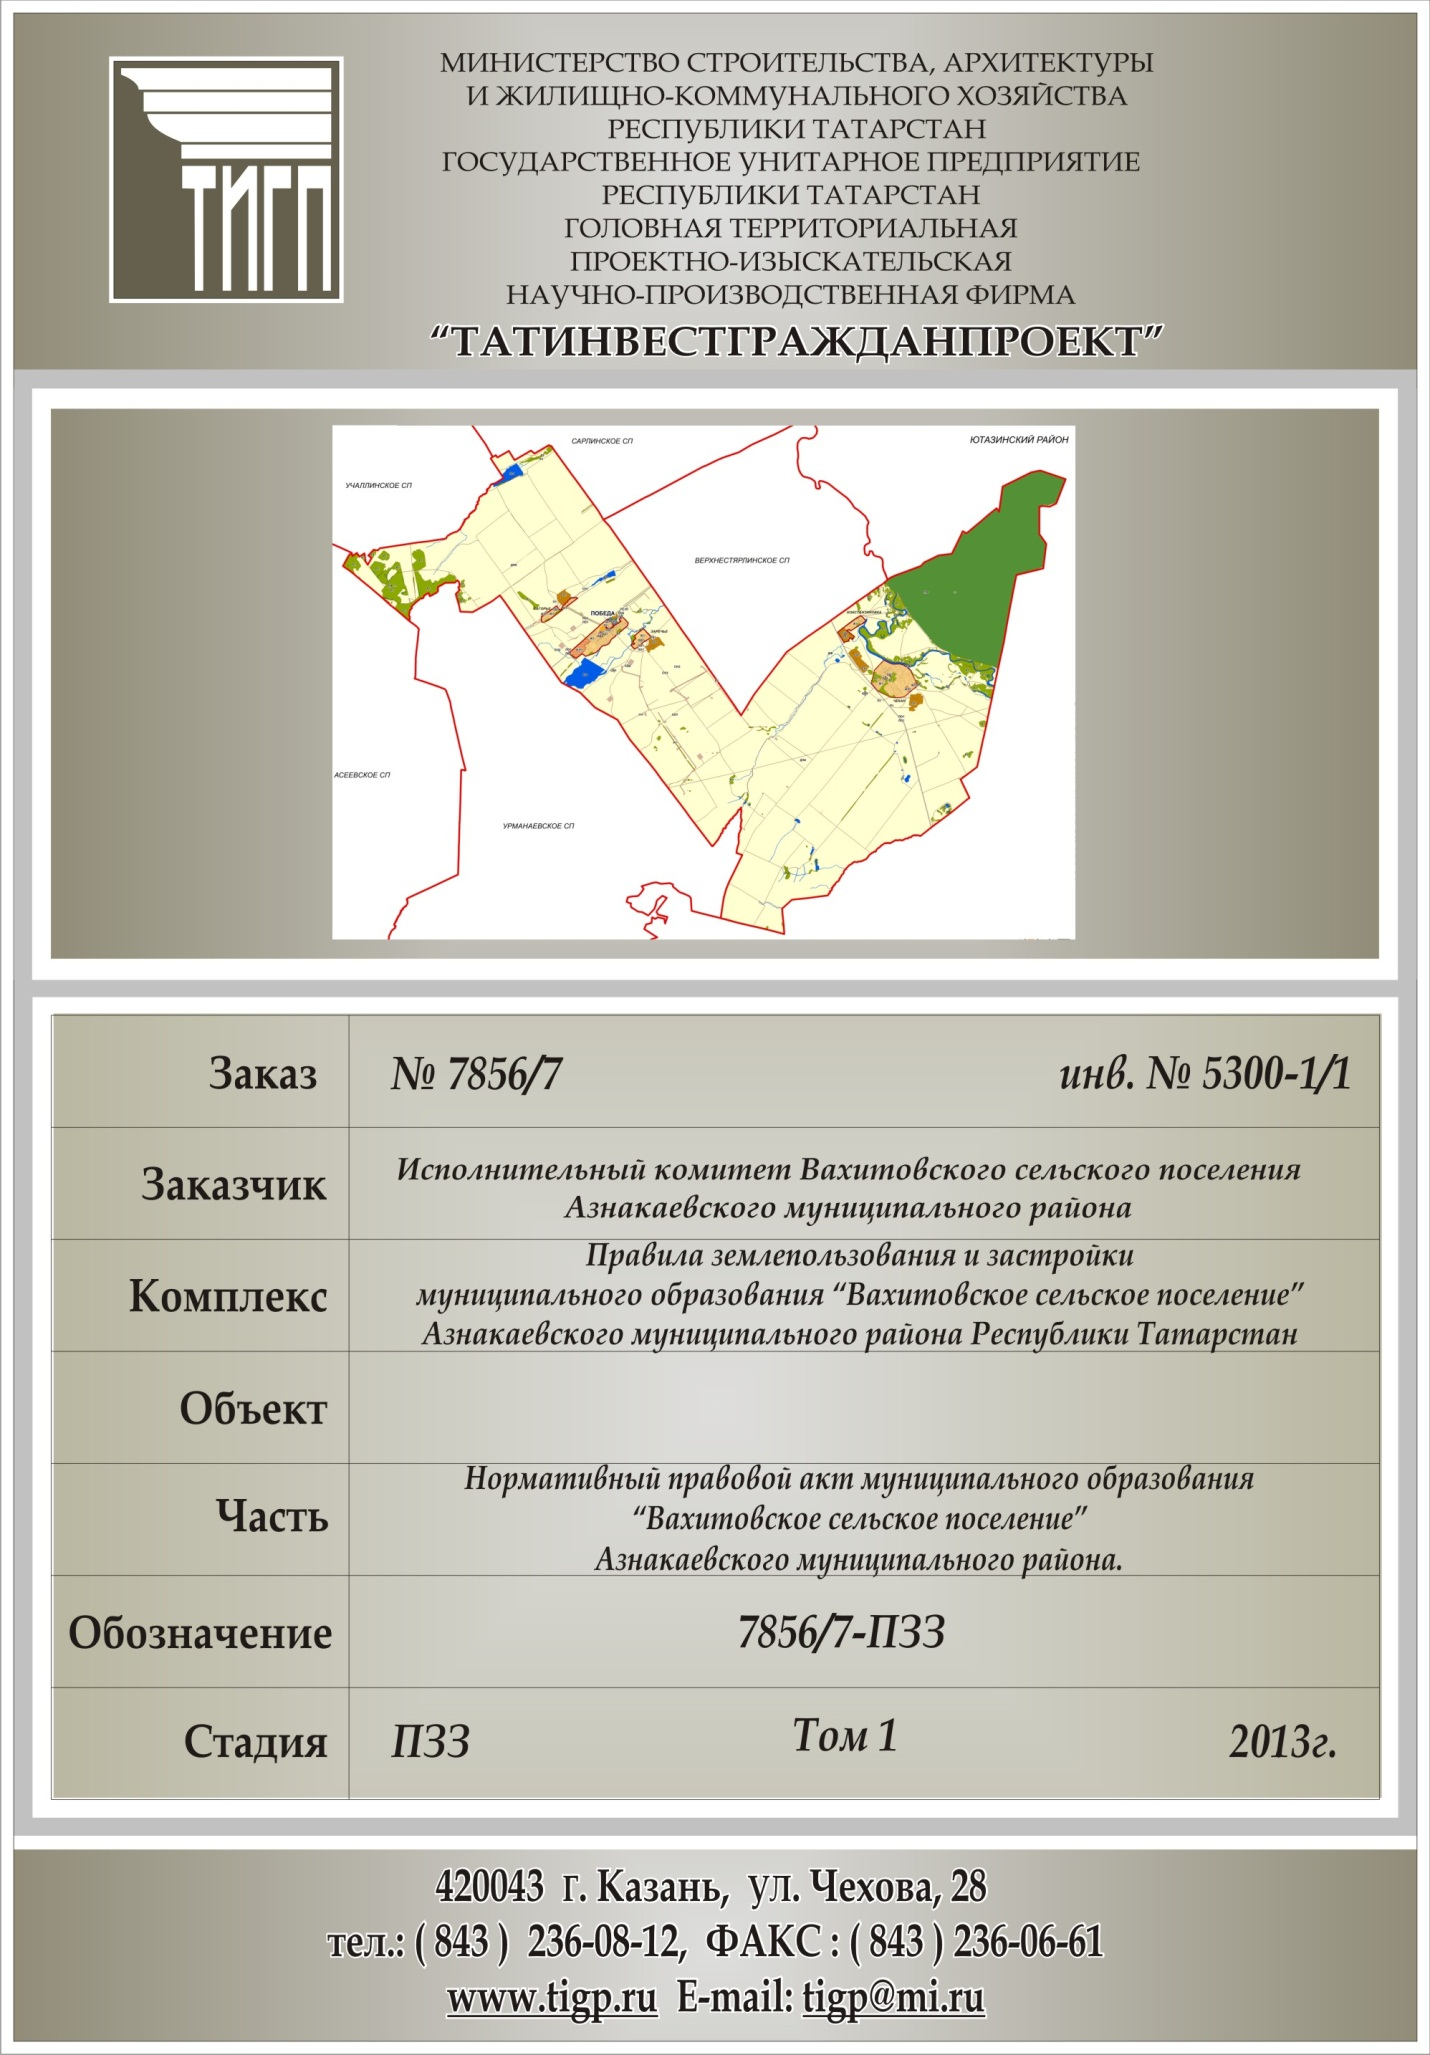 МИНИСТЕРСТВО СТРОИТЕЛЬСТВА, АРХИТЕКТУРЫ
И ЖИЛИЩНО-КОММУНАЛЬНОГО ХОЗЯЙСТВА
РЕСПУБЛИКИ ТАТАРСТАН
ГОСУДАРСТВЕННОЕ УНИТАРНОЕ ПРЕДПРИЯТИЕ
РЕСПУБЛИКИ ТАТАРСТАН
ГОЛОВНАЯ ТЕРРИТОРИАЛЬНАЯ
ПРОЕКТНО-ИЗЫСКАТЕЛЬСКАЯ
НАУЧНО-ПРОИЗВОДСТВЕННАЯ ФИРМА
“ТАТИНВЕСТГРАЖДАНПРОЕКТ”
ТИГП
САРЛИНСКОЕ СП
ЮТАЗИНСКИЙ РАЙОН
УЧАЛЛИНСКОЕ СП
ВЕРХНЕСТЯРЛИНСКОЕ СП
ПОБЕДА
ЗАРЕЧЬЕ
АСЕЕВСКОЕ СП
УРМАНАЕВСКОЕ СП
Заказ № 7856/7 инв. № 5300-1/1
Заказчик
Исполнительный комитет Вахитовского сельского поселения
Азнакаевского муниципального района
Комплекс
Правила землепользования и застройки
муниципального образования “Вахитовское сельское поселение”
Азнакаевского муниципального района Республики Татарстан
Объект
Часть
Нормативный правовой акт муниципального образования
“Вахитовское сельское поселение”
Азнакаевского муниципального района.
Обозначение 7856/7-ПЗЗ
Стадия ПЗЗ Том 1 2013г.
420043 г. Казань, ул. Чехова, 28
тел.: ( 843 ) 236-08-12, ФАКС : ( 843 ) 236-06-61
www.tigp.ru E-mail: tigp@mi.ru